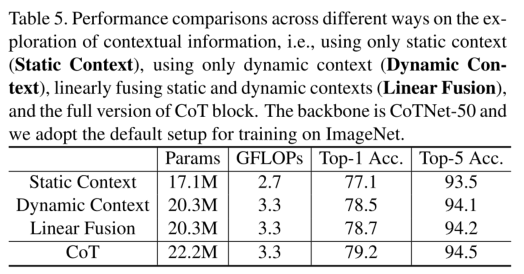 Table 5. Performance comparisons across different ways on the ex-
ploration of contextual information, i.e., using only static context
(Static Context), using only dynamic context (Dynamic Con-
text), linearly fusing static and dynamic contexts (Linear Fusion),
and the full version of CoT block. The backbone is CoTNet-50 and
we adopt the default setup for training on ImageNet.
Params GFLOPs Top-1 Acc. Top-5 Acc.
Static Context 17.1M 2.7 77.1 93.5
Dynamic Context 20.3M 3.3 78.5 94.1
Linear Fusion 20.3M 3.3 78.7 94.2
CoT 22.2M 3.3 79.2 94.5